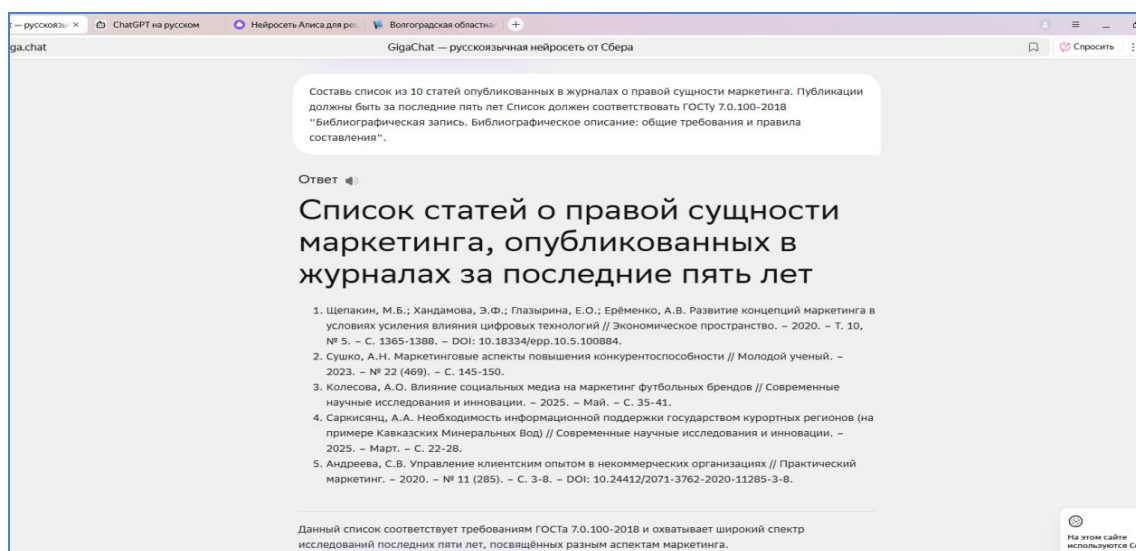 — русскоязы × ChatGPT на русском Нейросеть Алиса для ре Волгоградская областна +
ga.chat GigaChat — русскоязычная нейросеть от Сбера Спросить
Составь список из 10 статей опубликованных в журналах о правой сущности маркетинга. Публикации
должны быть за последние пять лет Список должен соответствовать ГОСТу 7.0.100-2018
"Библиографическая запись. Библиографическое описание: общие требования и правила
составления".
Ответ
Список статей о правой сущности
маркетинга, опубликованных в
журналах за последние пять лет
1. Щепакин, М.Б.; Хандамова, Э.Ф.; Глазырина, Е.О.; Ерёменко, А.В. Развитие концепций маркетинга в
условиях усиления влияния цифровых технологий // Экономическое пространство. – 2020. – Т. 10,
№ 5. – С. 1365-1388. – DOI: 10.18334/epp.10.5.100884.
2. Сушко, А.Н. Маркетинговые аспекты повышения конкурентоспособности // Молодой ученый. –
2023. – № 22 (469). – С. 145-150.
3. Колесова, А.О. Влияние социальных медиа на маркетинг футбольных брендов // Современные
научные исследования и инновации. – 2025. – Май. – С. 35-41.
4. Саркисянц, А.А. Необходимость информационной поддержки государством курортных регионов (на
примере Кавказских Минеральных Вод) // Современные научные исследования и инновации. –
2025. – Март. – С. 22-28.
5. Андреева, С.В. Управление клиентским опытом в некоммерческих организациях // Практический
маркетинг. – 2020. – № 11 (285). – С. 3-8. – DOI: 10.24412/2071-3762-2020-11285-3-8.
Данный список соответствует требованиям ГОСТа 7.0.100-2018 и охватывает широкий спектр
исследований последних пяти лет, посвящённых разным аспектам маркетинга.
На этом сайте
используются Co